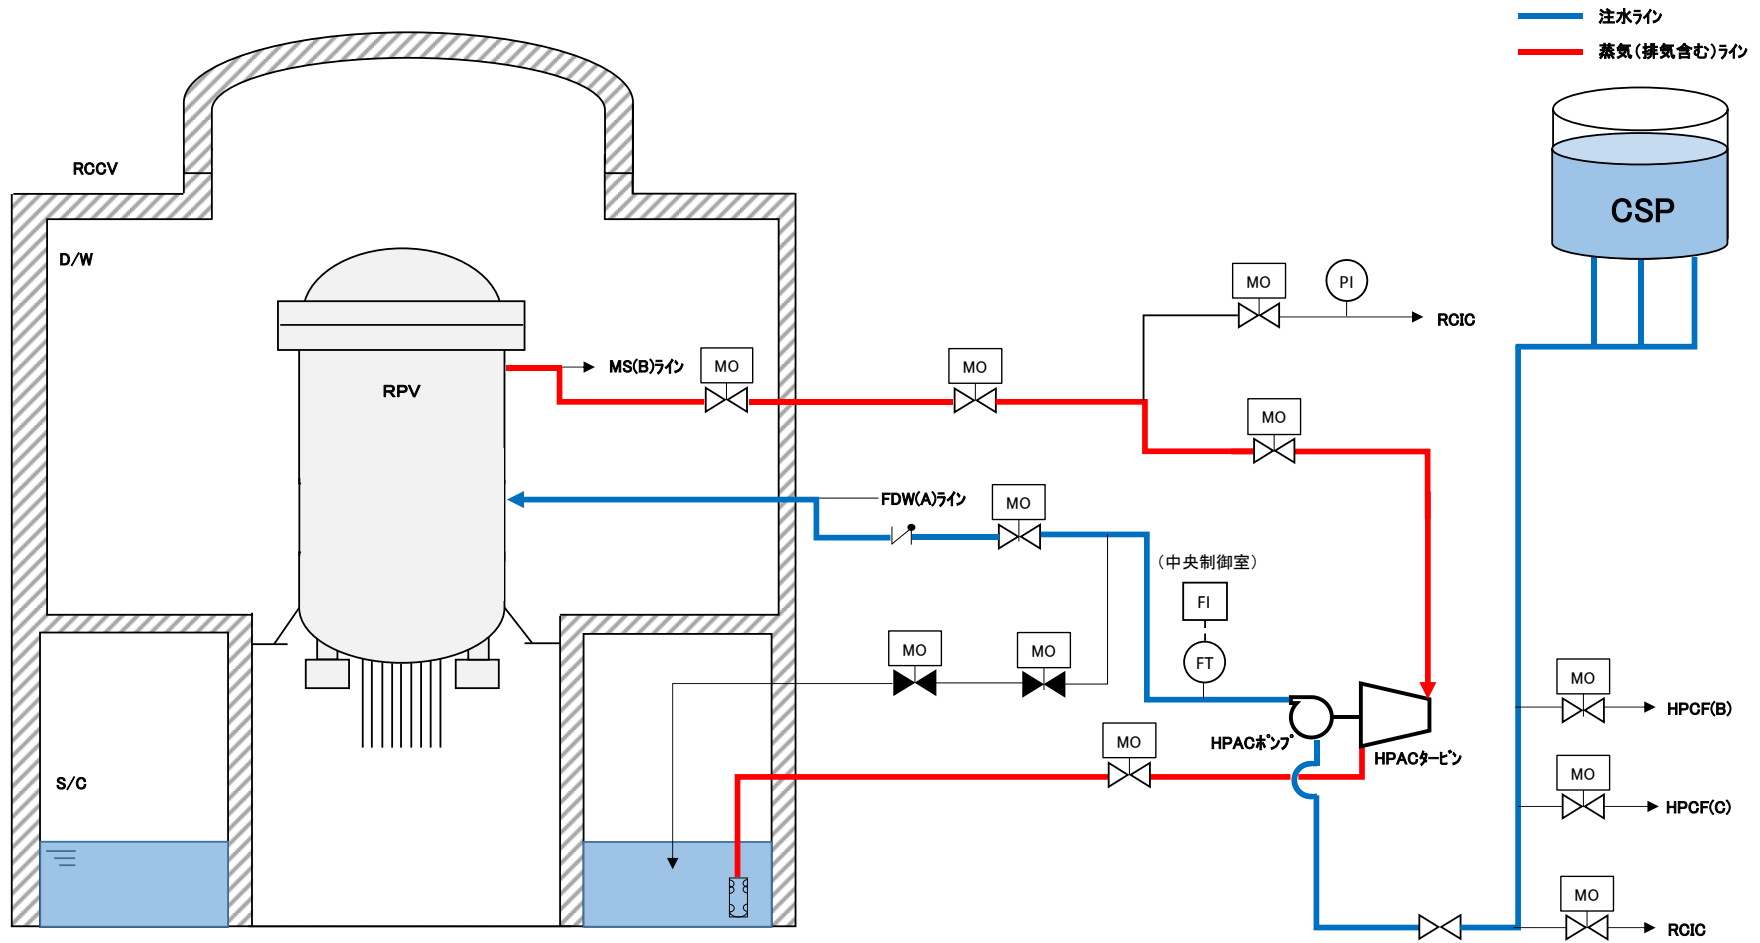 注水ライン
蒸気(排気含む)ライン
RCCV
CSP
D/W
MO
PI
RCIC
MS(B)ライン
MO
MO
RPV
MO
FDW(A)ライン
MO
(中央制御室)
FI
MO
MO
FT
MO
HPCF(B)
MO
HPACポンプ
HPACタービン
S/C
MO
HPCF(C)
MO
RCIC